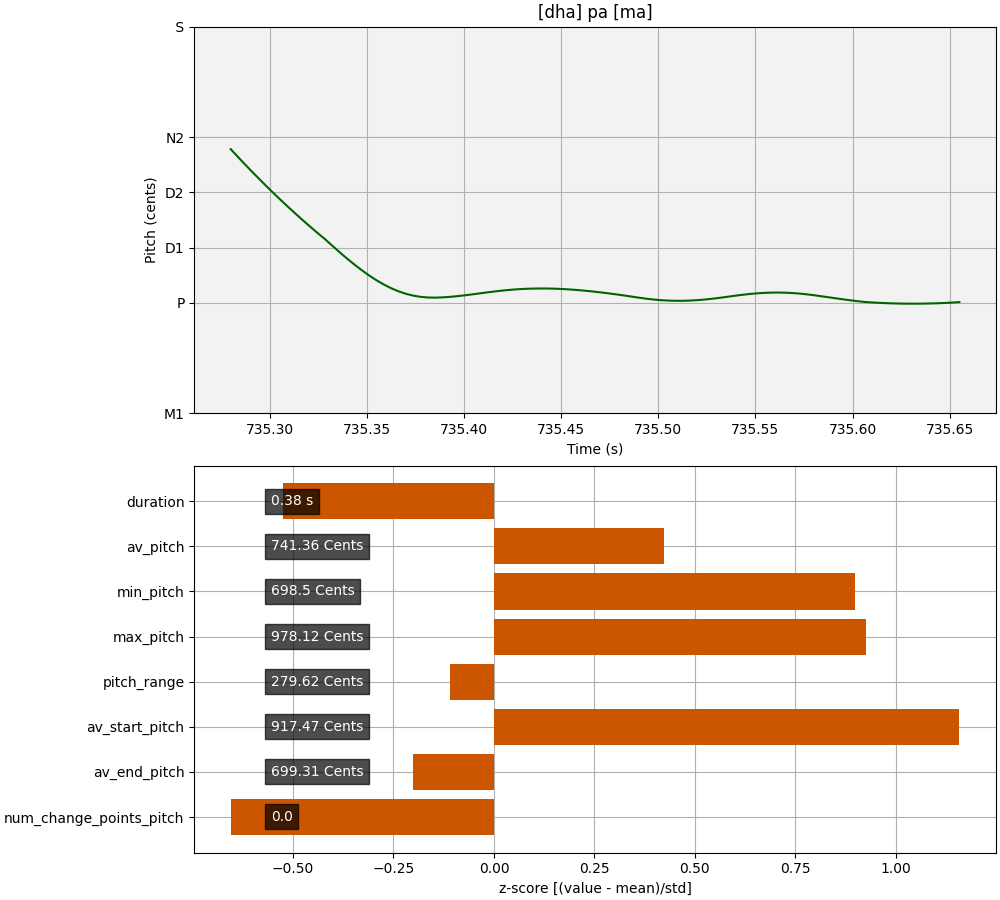 [dha] pa [ma]
S
N2
D2
D1
P
M1
Pitch (cents)
735.30 735.35 735.40 735.45 735.50 735.55 735.60 735.65
Time (s)
duration 0.38 s
av_pitch 741.36 Cents
min_pitch 698.5 Cents
max_pitch 978.12 Cents
pitch_range 279.62 Cents
av_start_pitch 917.47 Cents
av_end_pitch 699.31 Cents
num_change_points_pitch 0.0
−0.50 −0.25 0.00 0.25 0.50 0.75 1.00
z-score [(value - mean)/std]